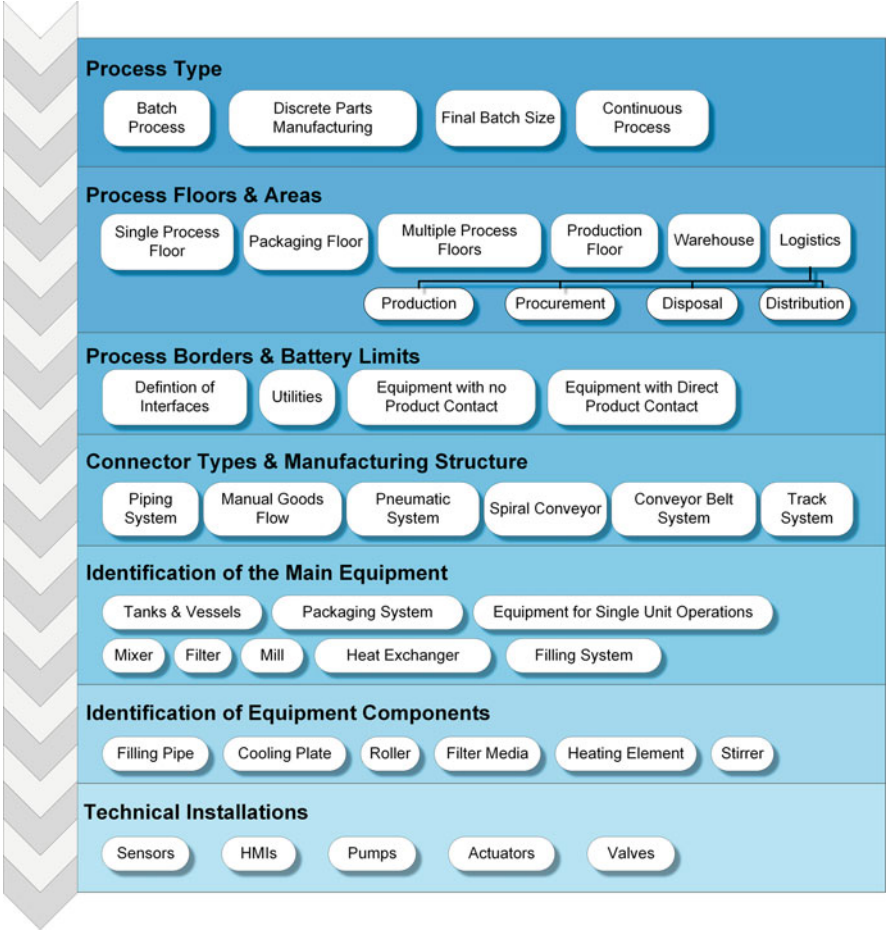 Process Type
Batch
Process
Discrete Parts
Manufacturing
Final Batch Size
Continuous
Process
Process Floors & Areas
Single Process
Floor
Packaging Floor
Multiple Process
Floors
Production
Floor
Warehouse
Logistics
Production
Procurement
Disposal
Distribution
Process Borders & Battery Limits
Defintion of
Interfaces
Utilities
Equipment with no
Product Contact
Equipment with Direct
Product Contact
Connector Types & Manufacturing Structure
Piping
System
Manual Goods
Flow
Pneumatic
System
Spiral Conveyor
Conveyor Belt
System
Track
System
Identification of the Main Equipment
Tanks & Vessels
Packaging System
Equipment for Single Unit Operations
Mixer
Filter
Mill
Heat Exchanger
Filling System
Identification of Equipment Components
Filling Pipe
Cooling Plate
Roller
Filter Media
Heating Element
Stirrer
Technical Installations
Sensors
HMIs
Pumps
Actuators
Valves